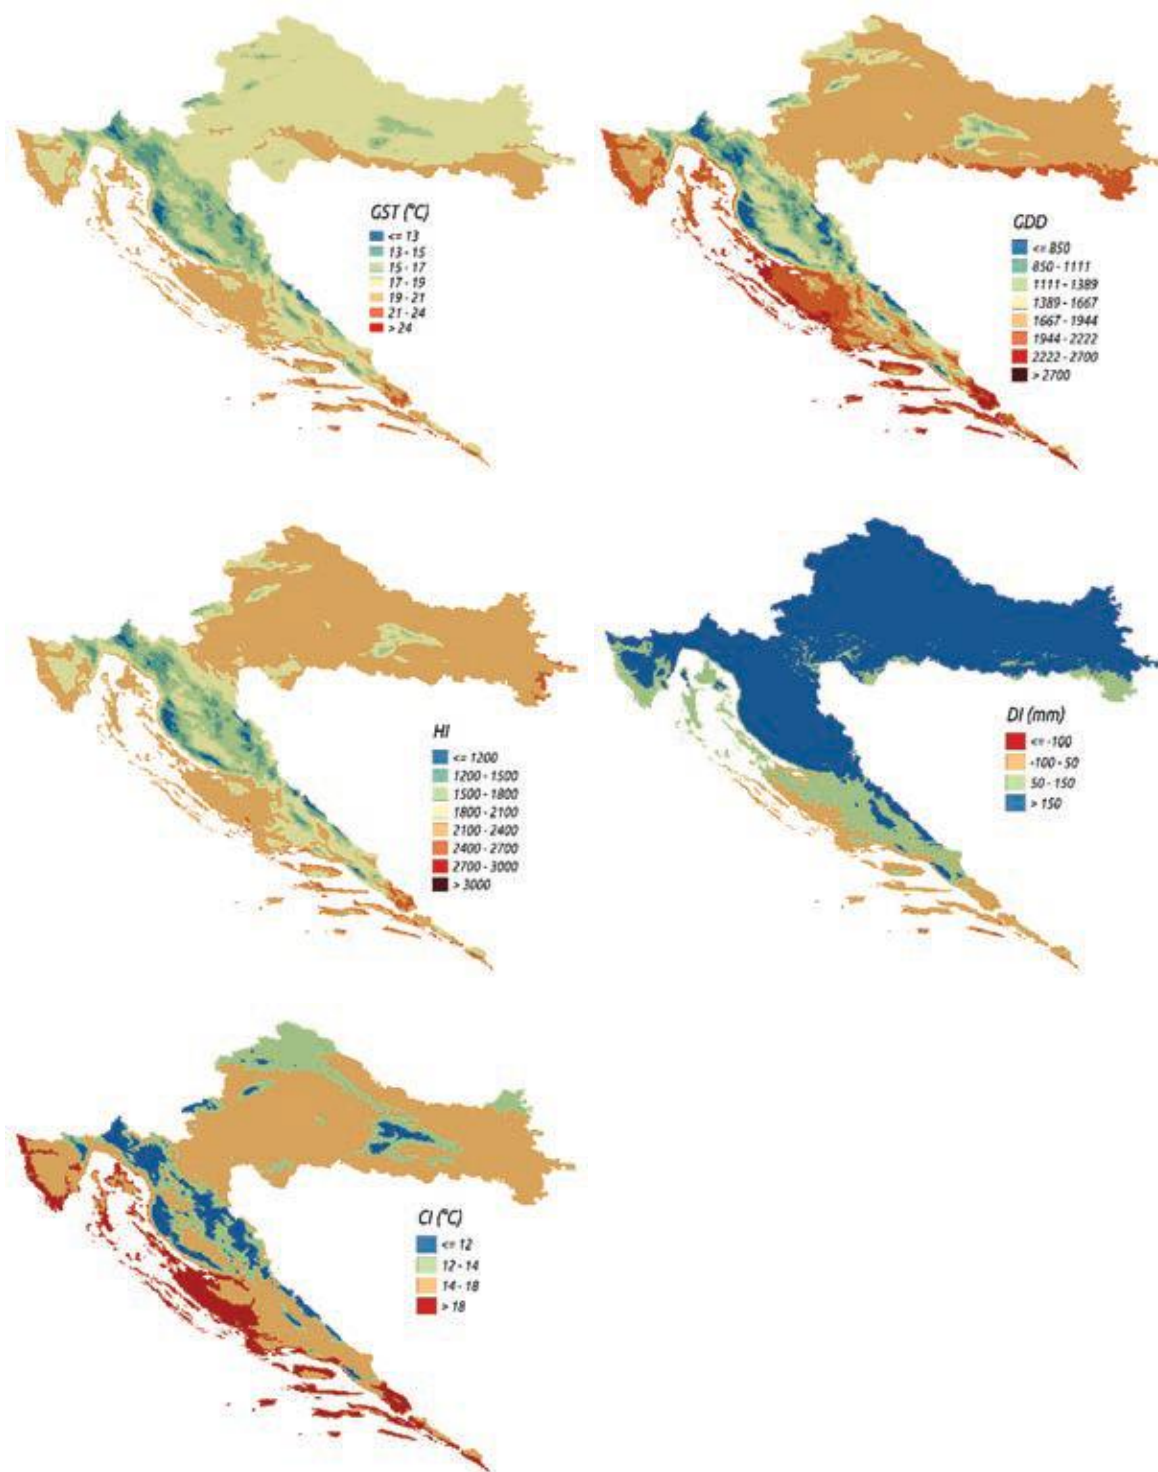 GST (°C)
<= 13
13 - 15
15 - 17
17 - 19
19 - 21
21 - 24
> 24
GDD
<= 850
850 - 1111
1111 - 1389
1389 - 1667
1667 - 1944
1944 - 2222
2222 - 2700
> 2700
HI
<= 1200
1200 - 1500
1500 - 1800
1800 - 2100
2100 - 2400
2400 - 2700
2700 - 3000
> 3000
DI (mm)
<= -100
-100 - 50
50 - 150
> 150
CI (°C)
<= 12
12 - 14
14 - 18
> 18